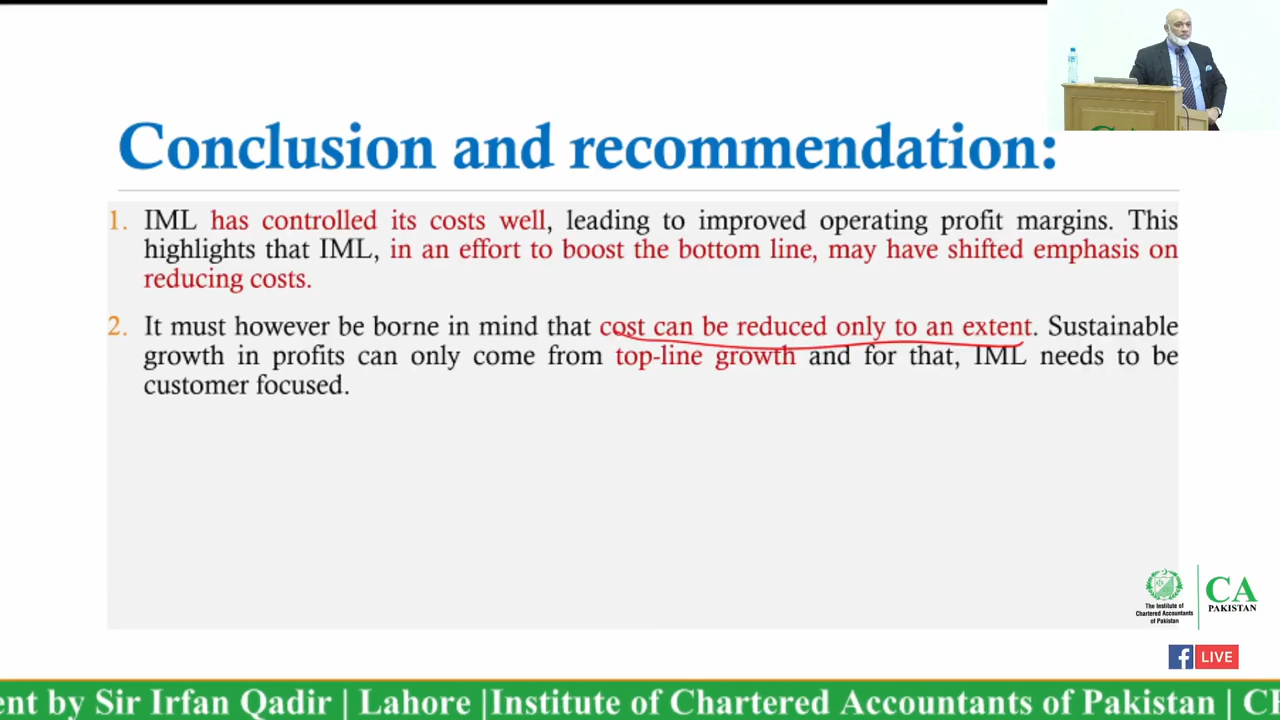 Conclusion and recommendation:
1. IML has controlled its costs well, leading to improved operating profit margins. This
highlights that IML, in an effort to boost the bottom line, may have shifted emphasis on
reducing costs.
2. It must however be borne in mind that cost can be reduced only to an extent. Sustainable
growth in profits can only come from top-line growth and for that, IML needs to be
customer focused.
The Institute of
Chartered Accountants
of Pakistan
CA
PAKISTAN
f LIVE
ent by Sir Irfan Qadir | Lahore |Institute of Chartered Accountants of Pakistan |